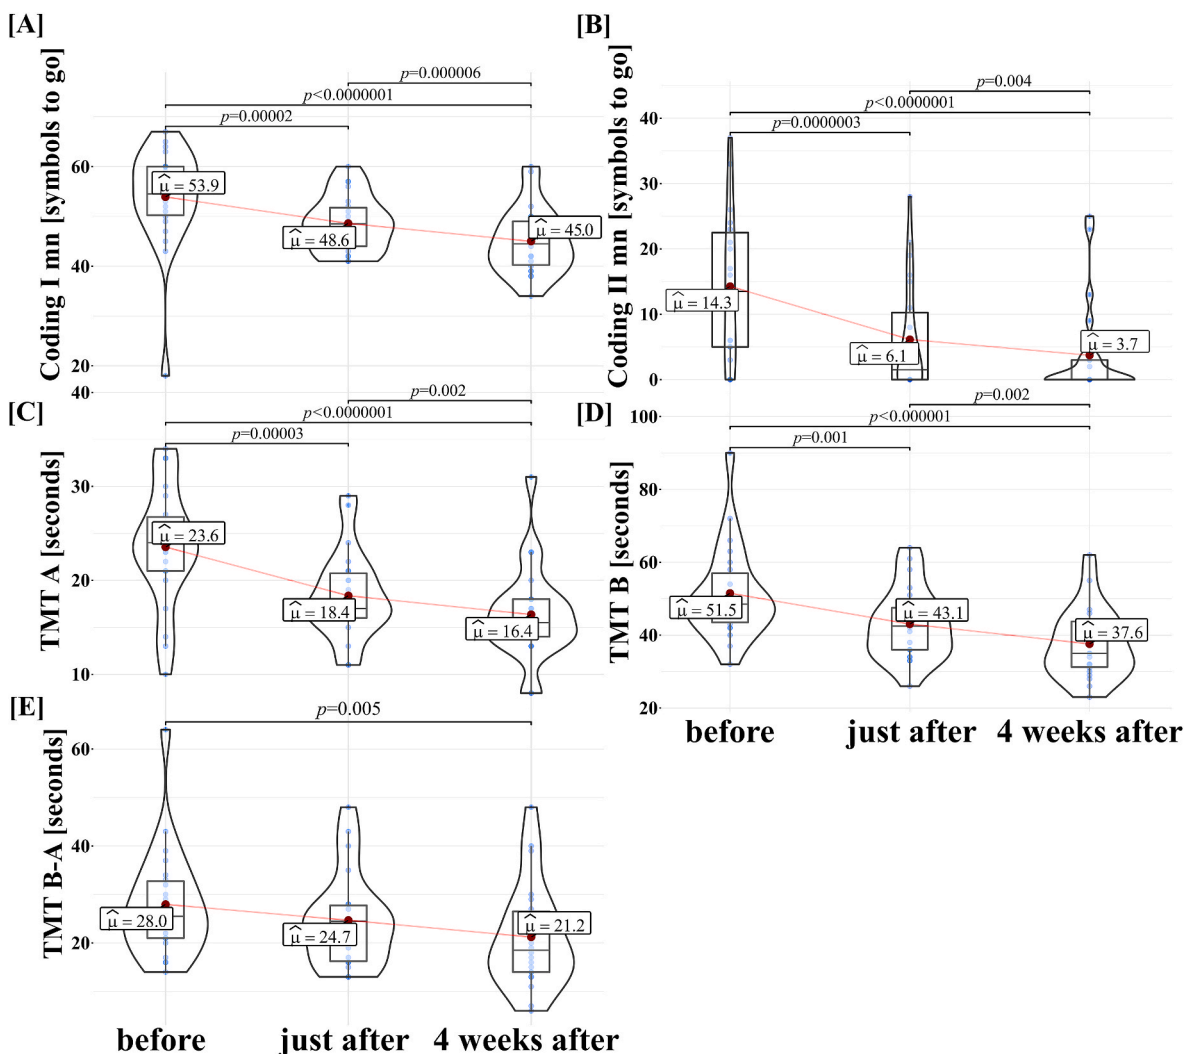 [A]
Coding I mn [symbols to go]
p=0.000006
p<0.0000001
p=0.00002
60
40
20
μ̂ = 53.9
μ̂ = 48.6
μ̂ = 45.0
[B]
Coding II mn [symbols to go]
p=0.004
p<0.0000001
p=0.0000003
40
30
20
10
0
μ̂ = 14.3
μ̂ = 6.1
μ̂ = 3.7
[C]
TMT A [seconds]
p=0.002
p<0.0000001
p=0.00003
40
30
20
10
μ̂ = 23.6
μ̂ = 18.4
μ̂ = 16.4
[D]
TMT B [seconds]
p=0.002
p<0.000001
p=0.001
100
80
60
40
20
μ̂ = 51.5
μ̂ = 43.1
μ̂ = 37.6
before just after 4 weeks after
[E]
TMT B-A [seconds]
p=0.005
60
40
20
μ̂ = 28.0
μ̂ = 24.7
μ̂ = 21.2
before just after 4 weeks after